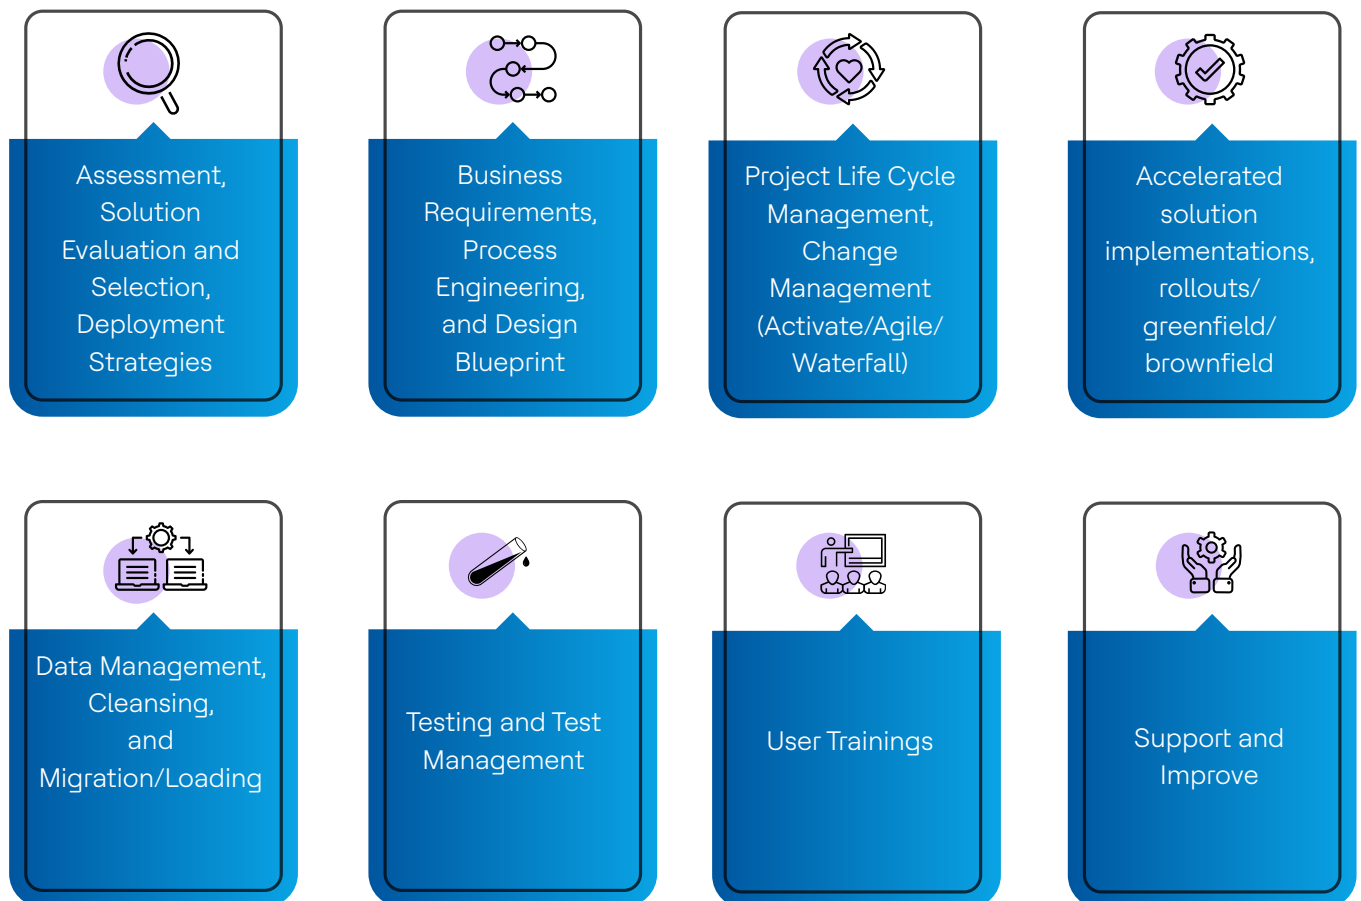 Assessment,
Solution
Evaluation and
Selection,
Deployment
Strategies
Business
Requirements,
Process
Engineering,
and Design
Blueprint
Project Life Cycle
Management,
Change
Management
(Activate/Agile/
Waterfall)
Accelerated
solution
implementations,
rollouts/
greenfield/
brownfield
Data Management,
Cleansing,
and
Migration/Loading
Testing and Test
Management
User Trainings
Support and
Improve